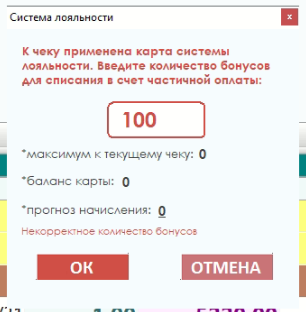 Система лояльности
x
К чеку применена карта системы
лояльности. Введите количество бонусов
для списания в счет частичной оплаты:
100
*максимум к текущему чеку: 0
*баланс карты: 0
*прогноз начисления: 0
Некорректное количество бонусов
ОК
ОТМЕНА